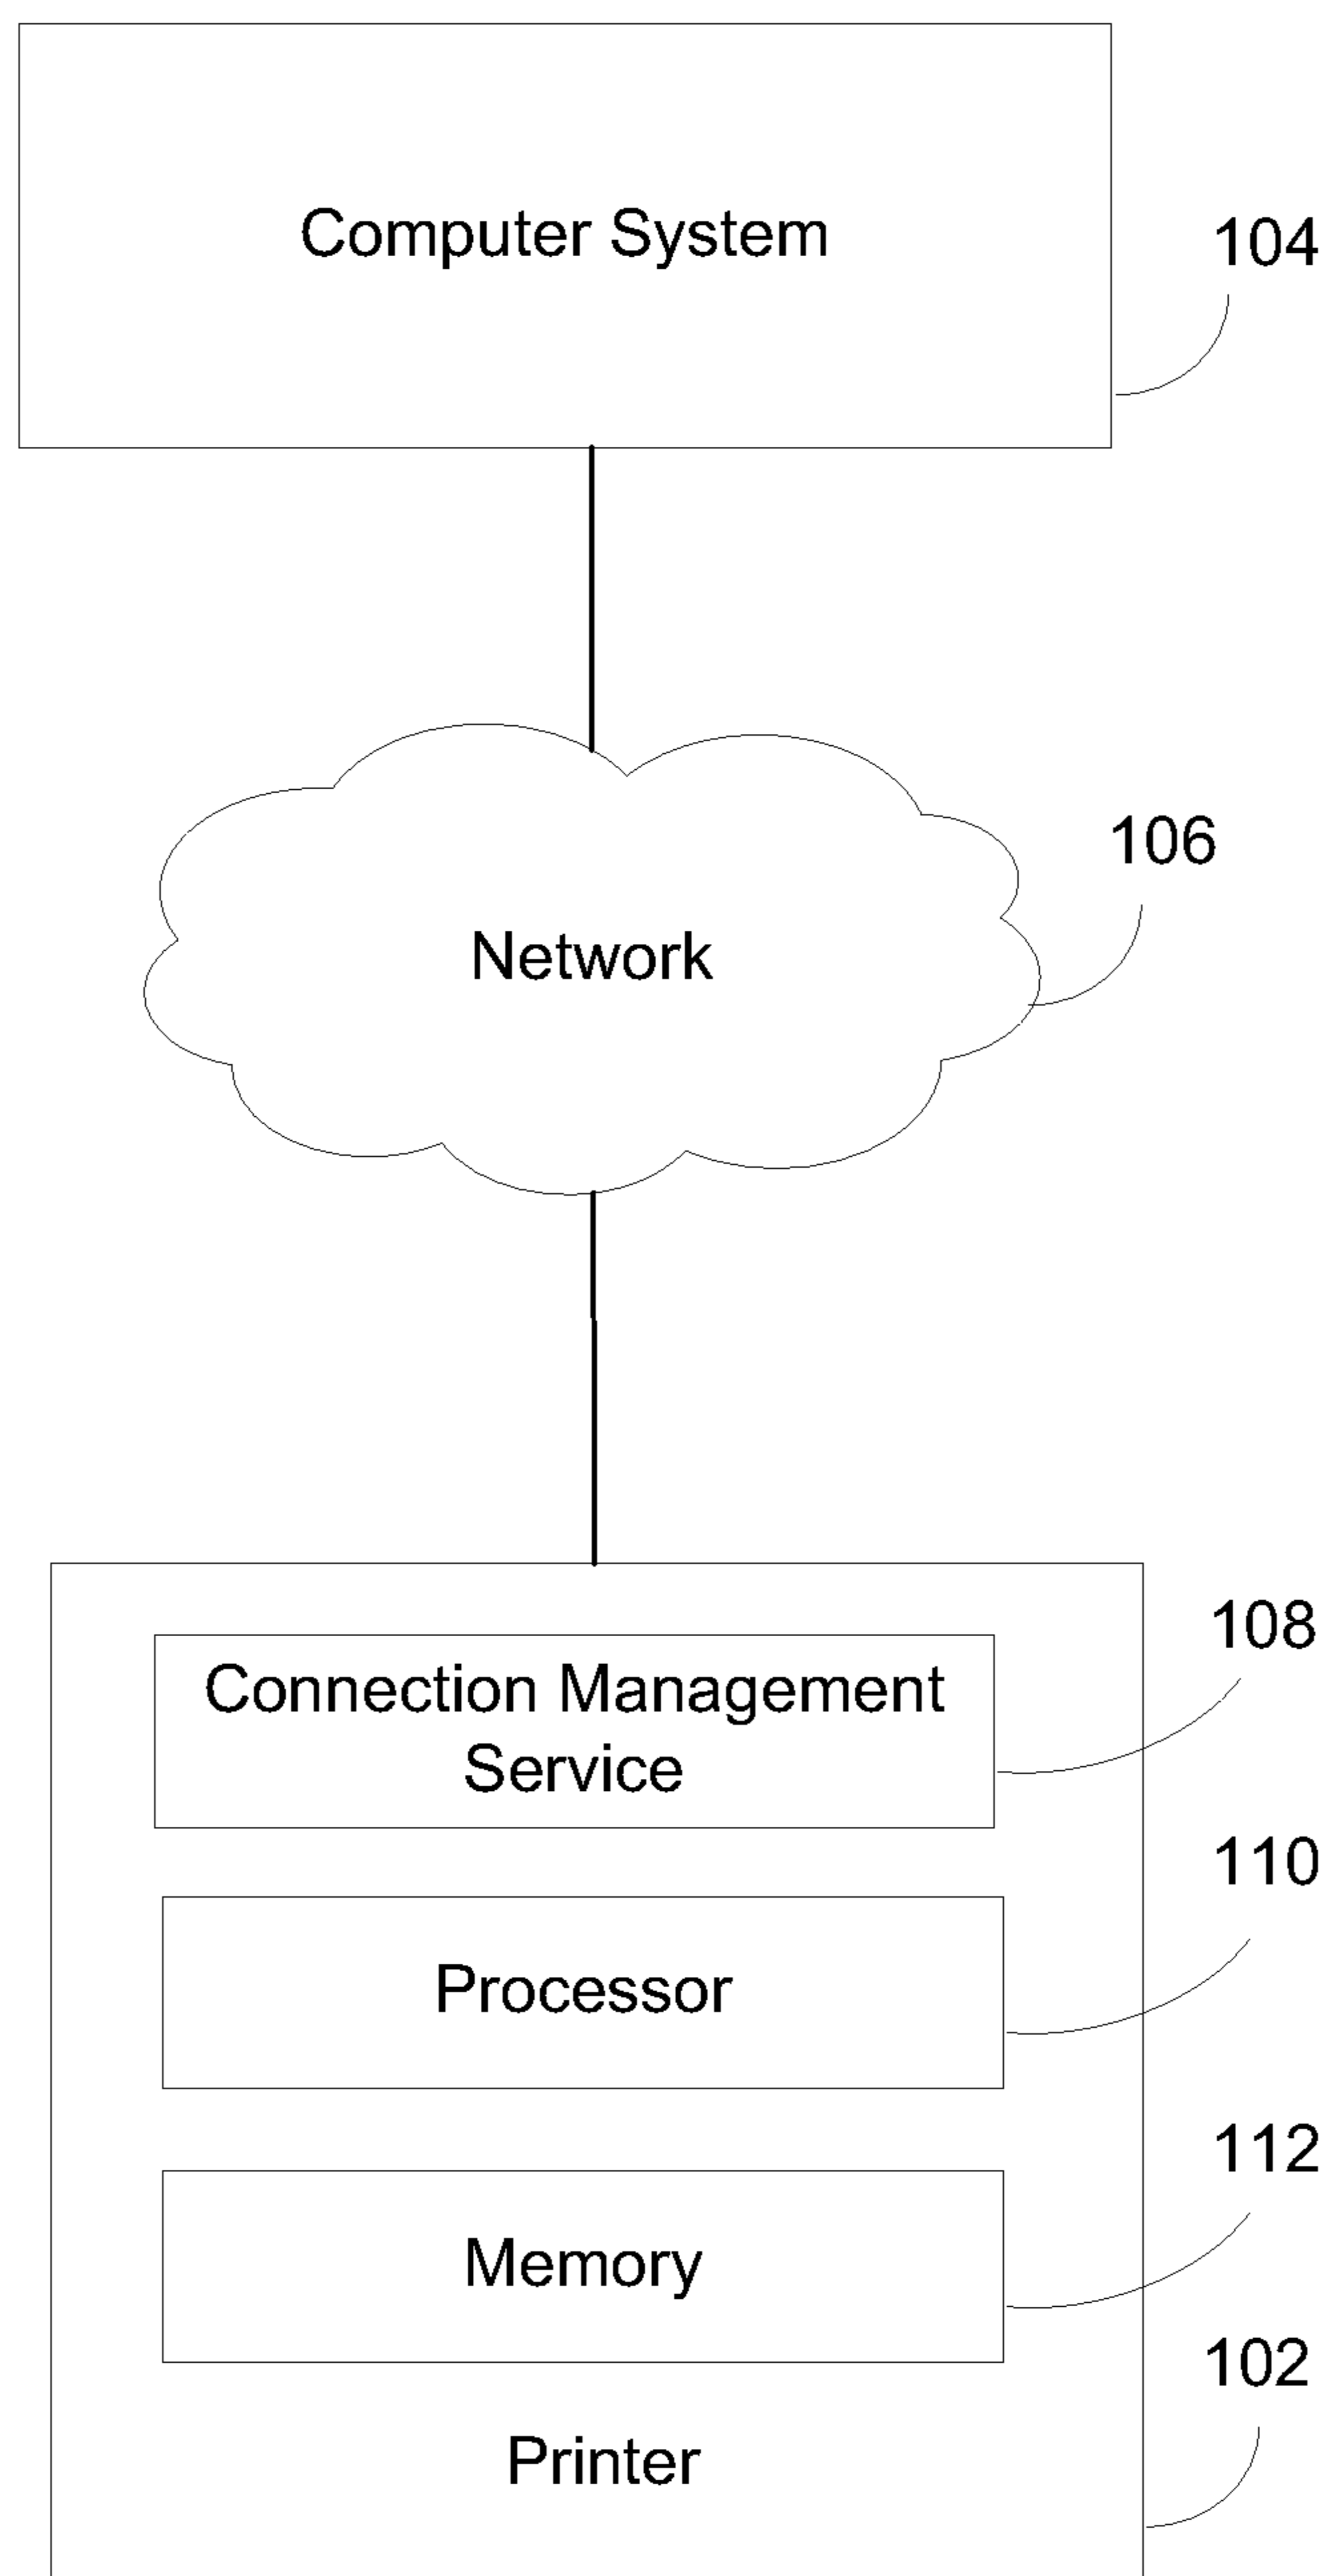 Computer System
104
106
Network
108
Connection Management
Service
110
Processor
112
Memory
102
Printer